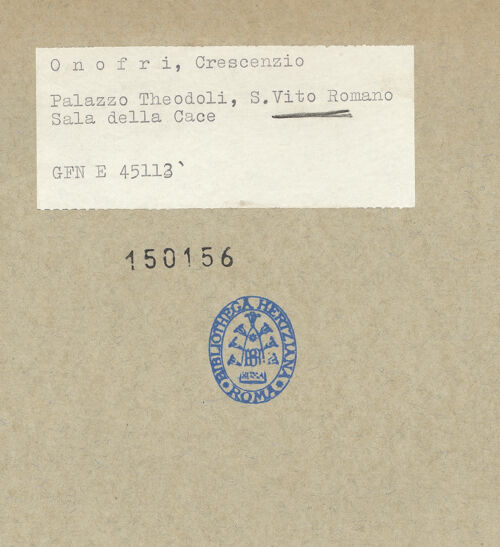 O n o f r i, Crescenzio
Palazzo Theodoli, S.Vito Romano
Sala della Cace
GFN E 45113`
150156
BIBLIOTHECA HERTZIANA
ROMA